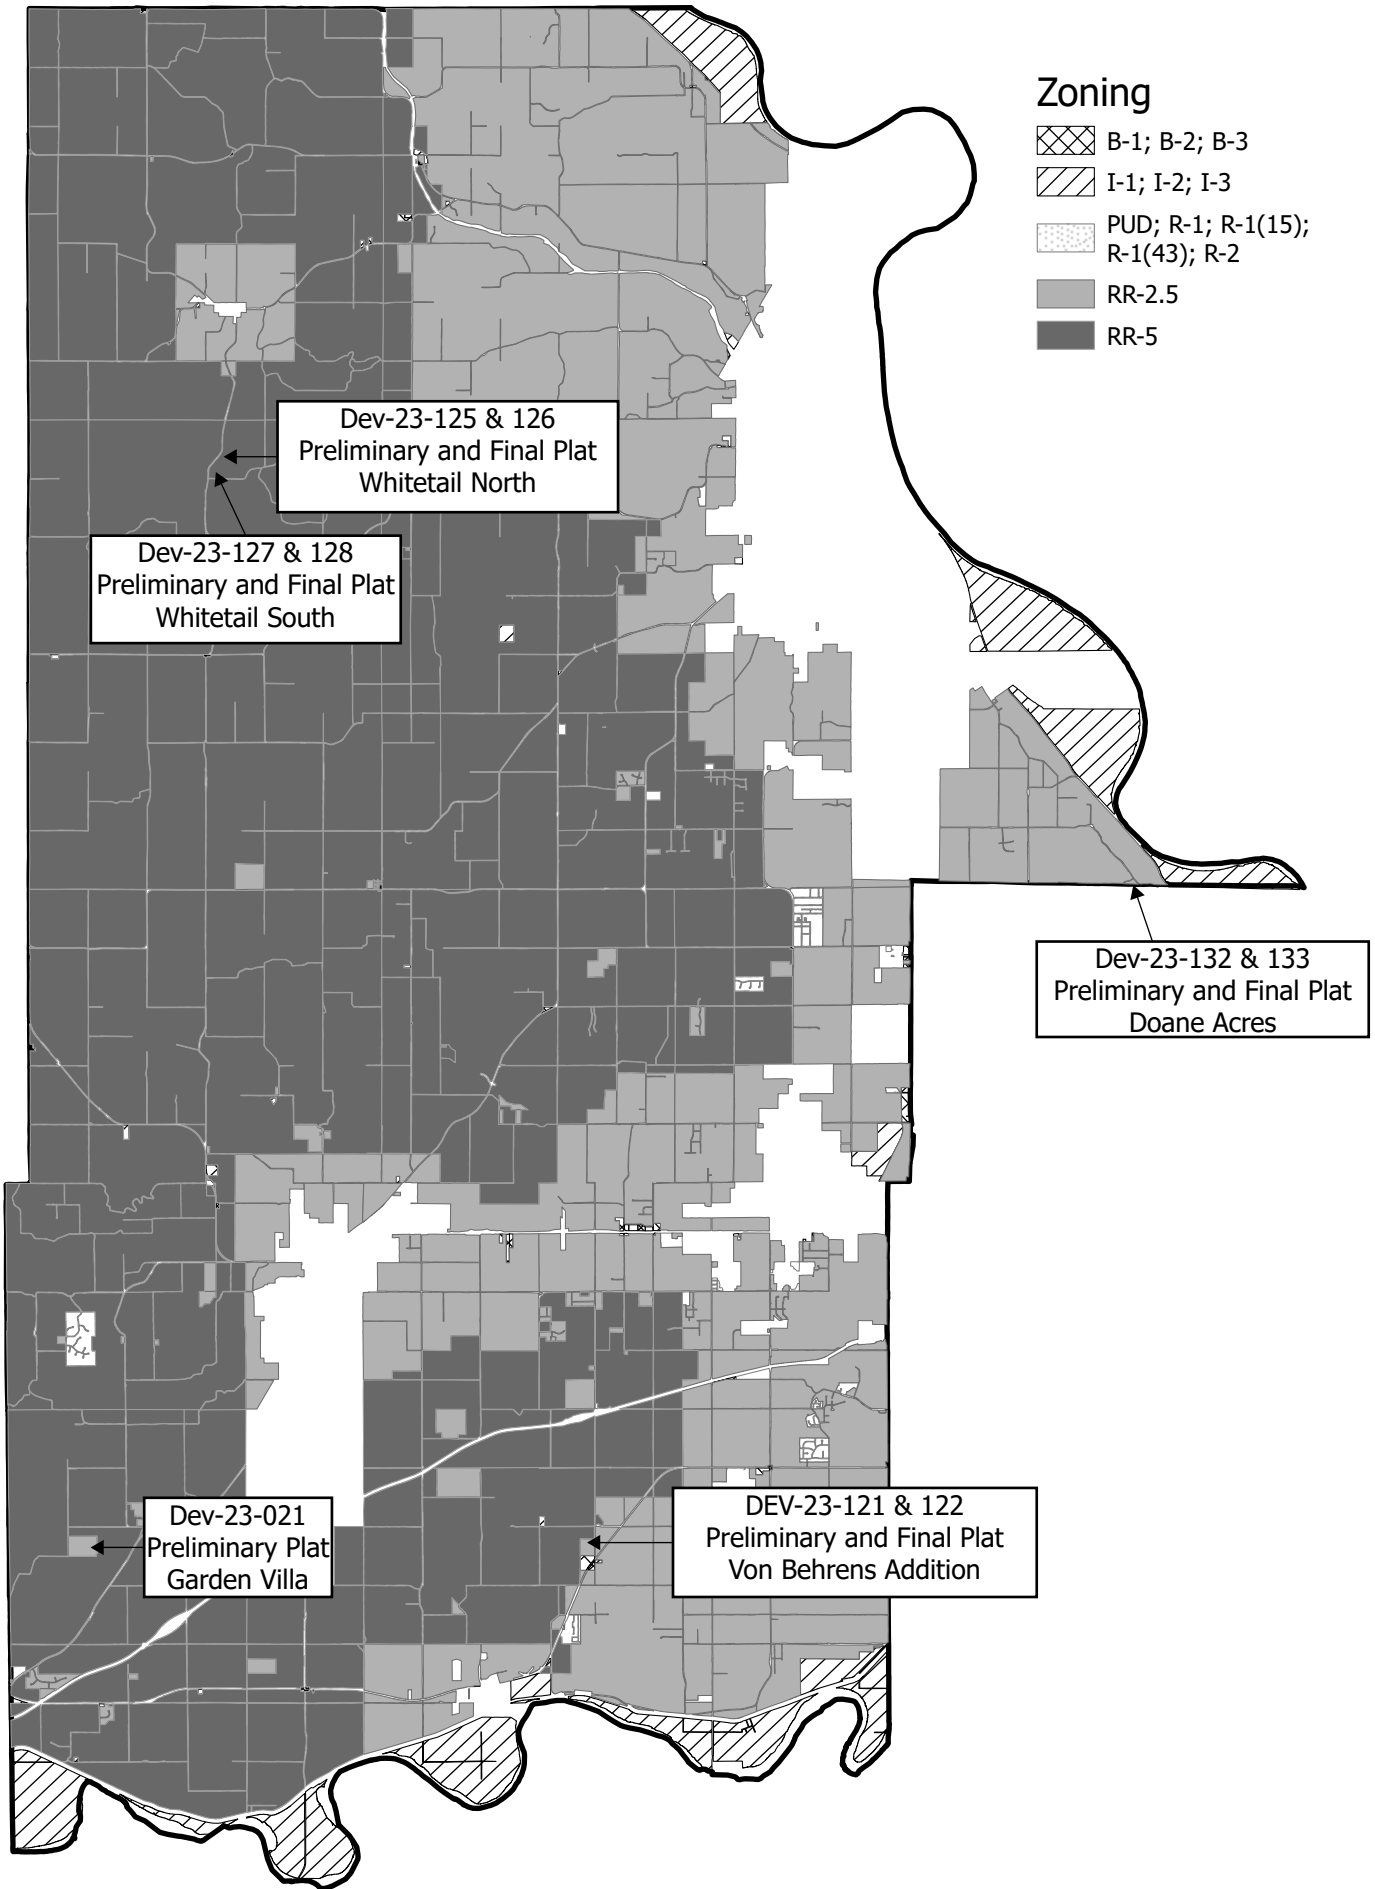 Zoning
B-1; B-2; B-3
I-1; I-2; I-3
PUD; R-1; R-1(15);
R-1(43); R-2
RR-2.5
RR-5
Dev-23-125 & 126
Preliminary and Final Plat
Whitetail North
Dev-23-127 & 128
Preliminary and Final Plat
Whitetail South
Dev-23-132 & 133
Preliminary and Final Plat
Doane Acres
Dev-23-021
Preliminary Plat
Garden Villa
DEV-23-121 & 122
Preliminary and Final Plat
Von Behrens Addition